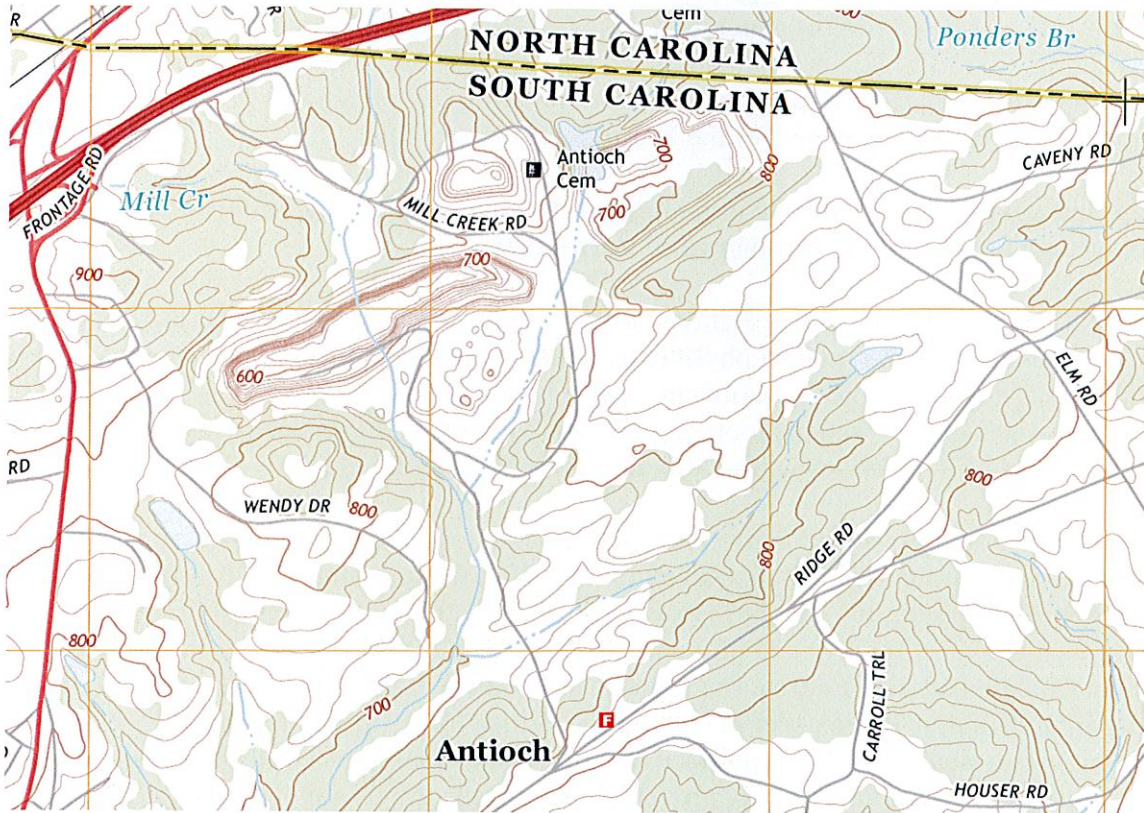 R
R
Cem
800
NORTH CAROLINA
Ponders Br
SOUTH CAROLINA
FRONTAGE RD
Mill Cr
Antioch
Cem
700
800
CAVENY RD
MILL CREEK RD
700
900
700
600
ELM RD
RD
WENDY DR
800
800
800
RIDGE RD
800
700
F
Antioch
CARROLL TRL
HOUSER RD